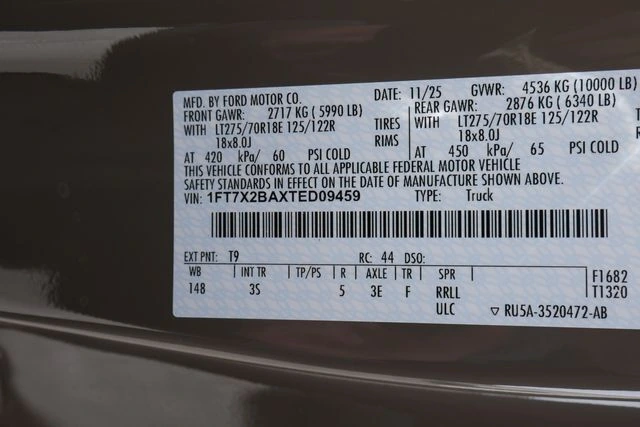 MFD. BY FORD MOTOR CO. DATE: 11/25 GVWR: 4536 KG (10000 LB)
FRONT GAWR: 2717 KG (5990 LB) REAR GAWR: 2876 KG (6340 LB)
WITH LT275/70R18E 125/122R TIRES WITH LT275/70R18E 125/122R
18x8.0J RIMS 18x8.0J
AT 420 kPa/ 60 PSI COLD AT 450 kPa/ 65 PSI COLD
THIS VEHICLE CONFORMS TO ALL APPLICABLE FEDERAL MOTOR VEHICLE
SAFETY STANDARDS IN EFFECT ON THE DATE OF MANUFACTURE SHOWN ABOVE.
VIN: 1FT7X2BAXTED09459 TYPE: Truck
EXT PNT: T9 RC: 44 DSO:
WB INT TR TP/PS R AXLE TR SPR F1682
148 3S 5 3E F RRLL T1320
ULC ▽ RU5A-3520472-AB